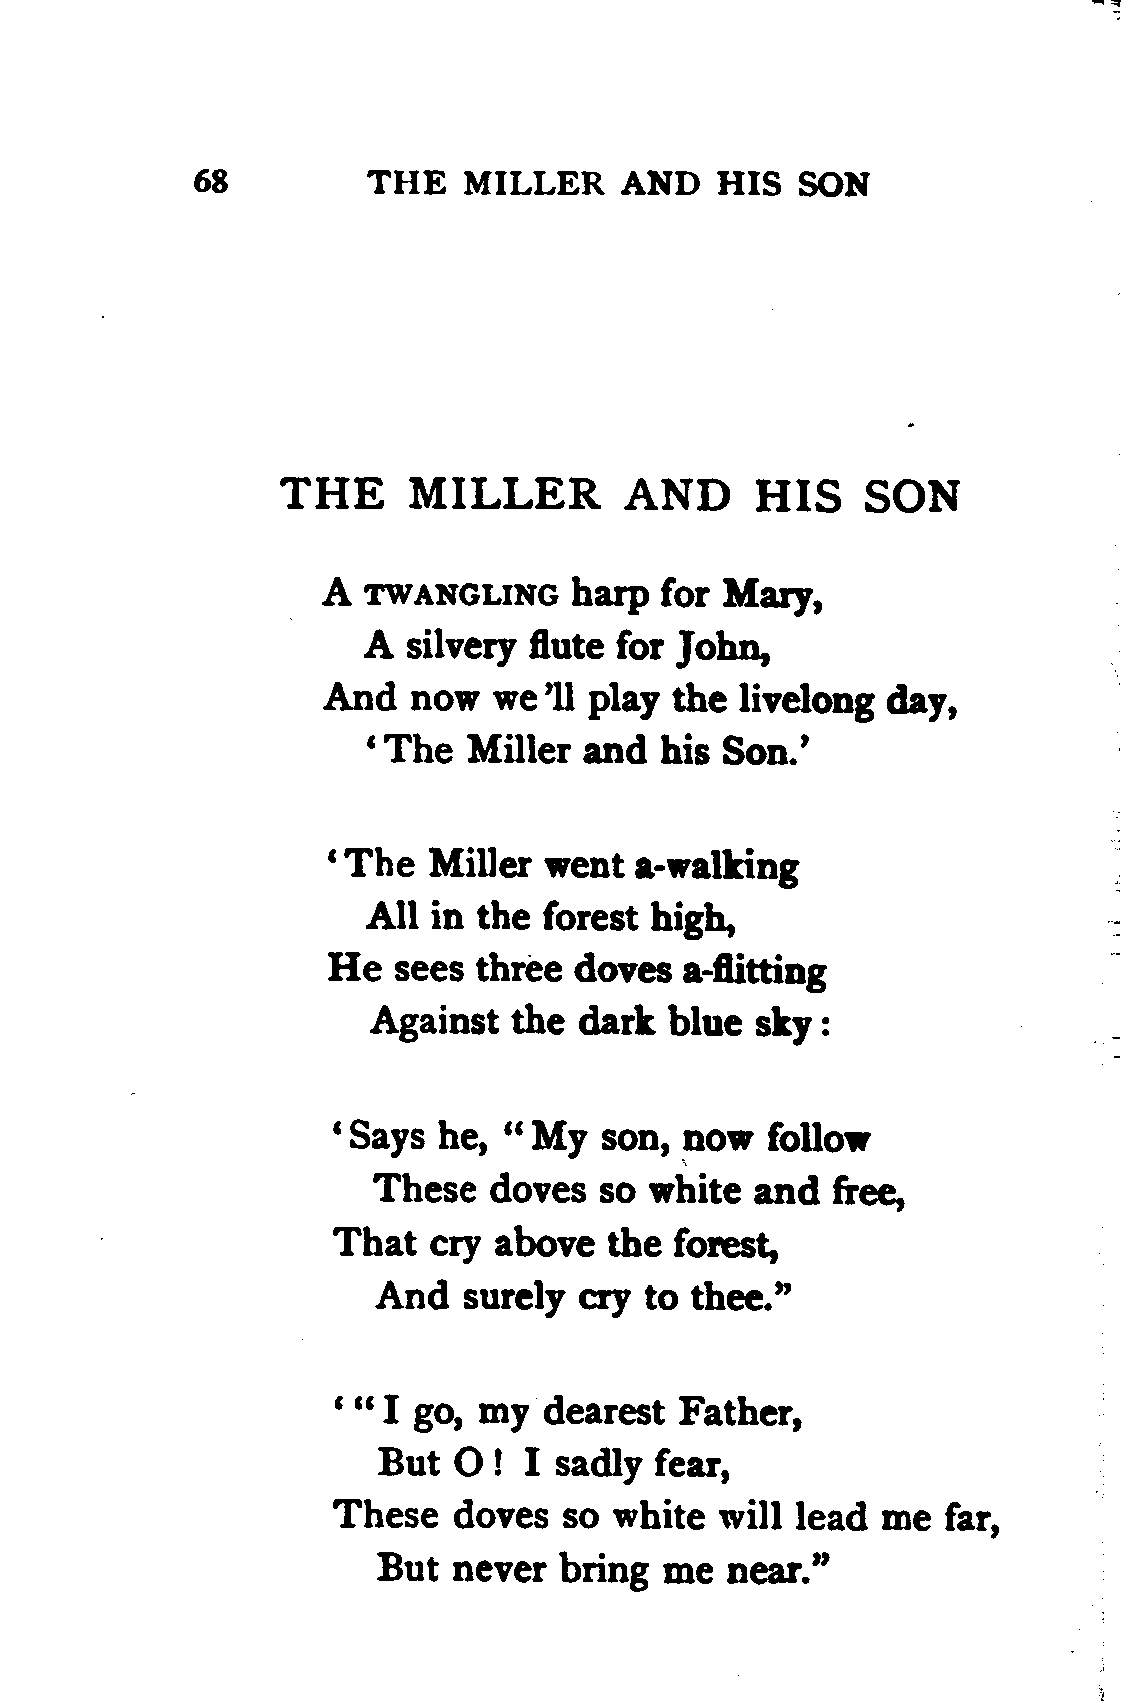 68 THE MILLER AND HIS SON
THE MILLER AND HIS SON
A TWANGLING harp for Mary,
A silvery flute for John,
And now we'll play the livelong day,
'The Miller and his Son.'
'The Miller went a-walking
All in the forest high,
He sees three doves a-flitting
Against the dark blue sky:
'Says he, "My son, now follow
These doves so white and free,
That cry above the forest,
And surely cry to thee."
'"I go, my dearest Father,
But O! I sadly fear,
These doves so white will lead me far,
But never bring me near."